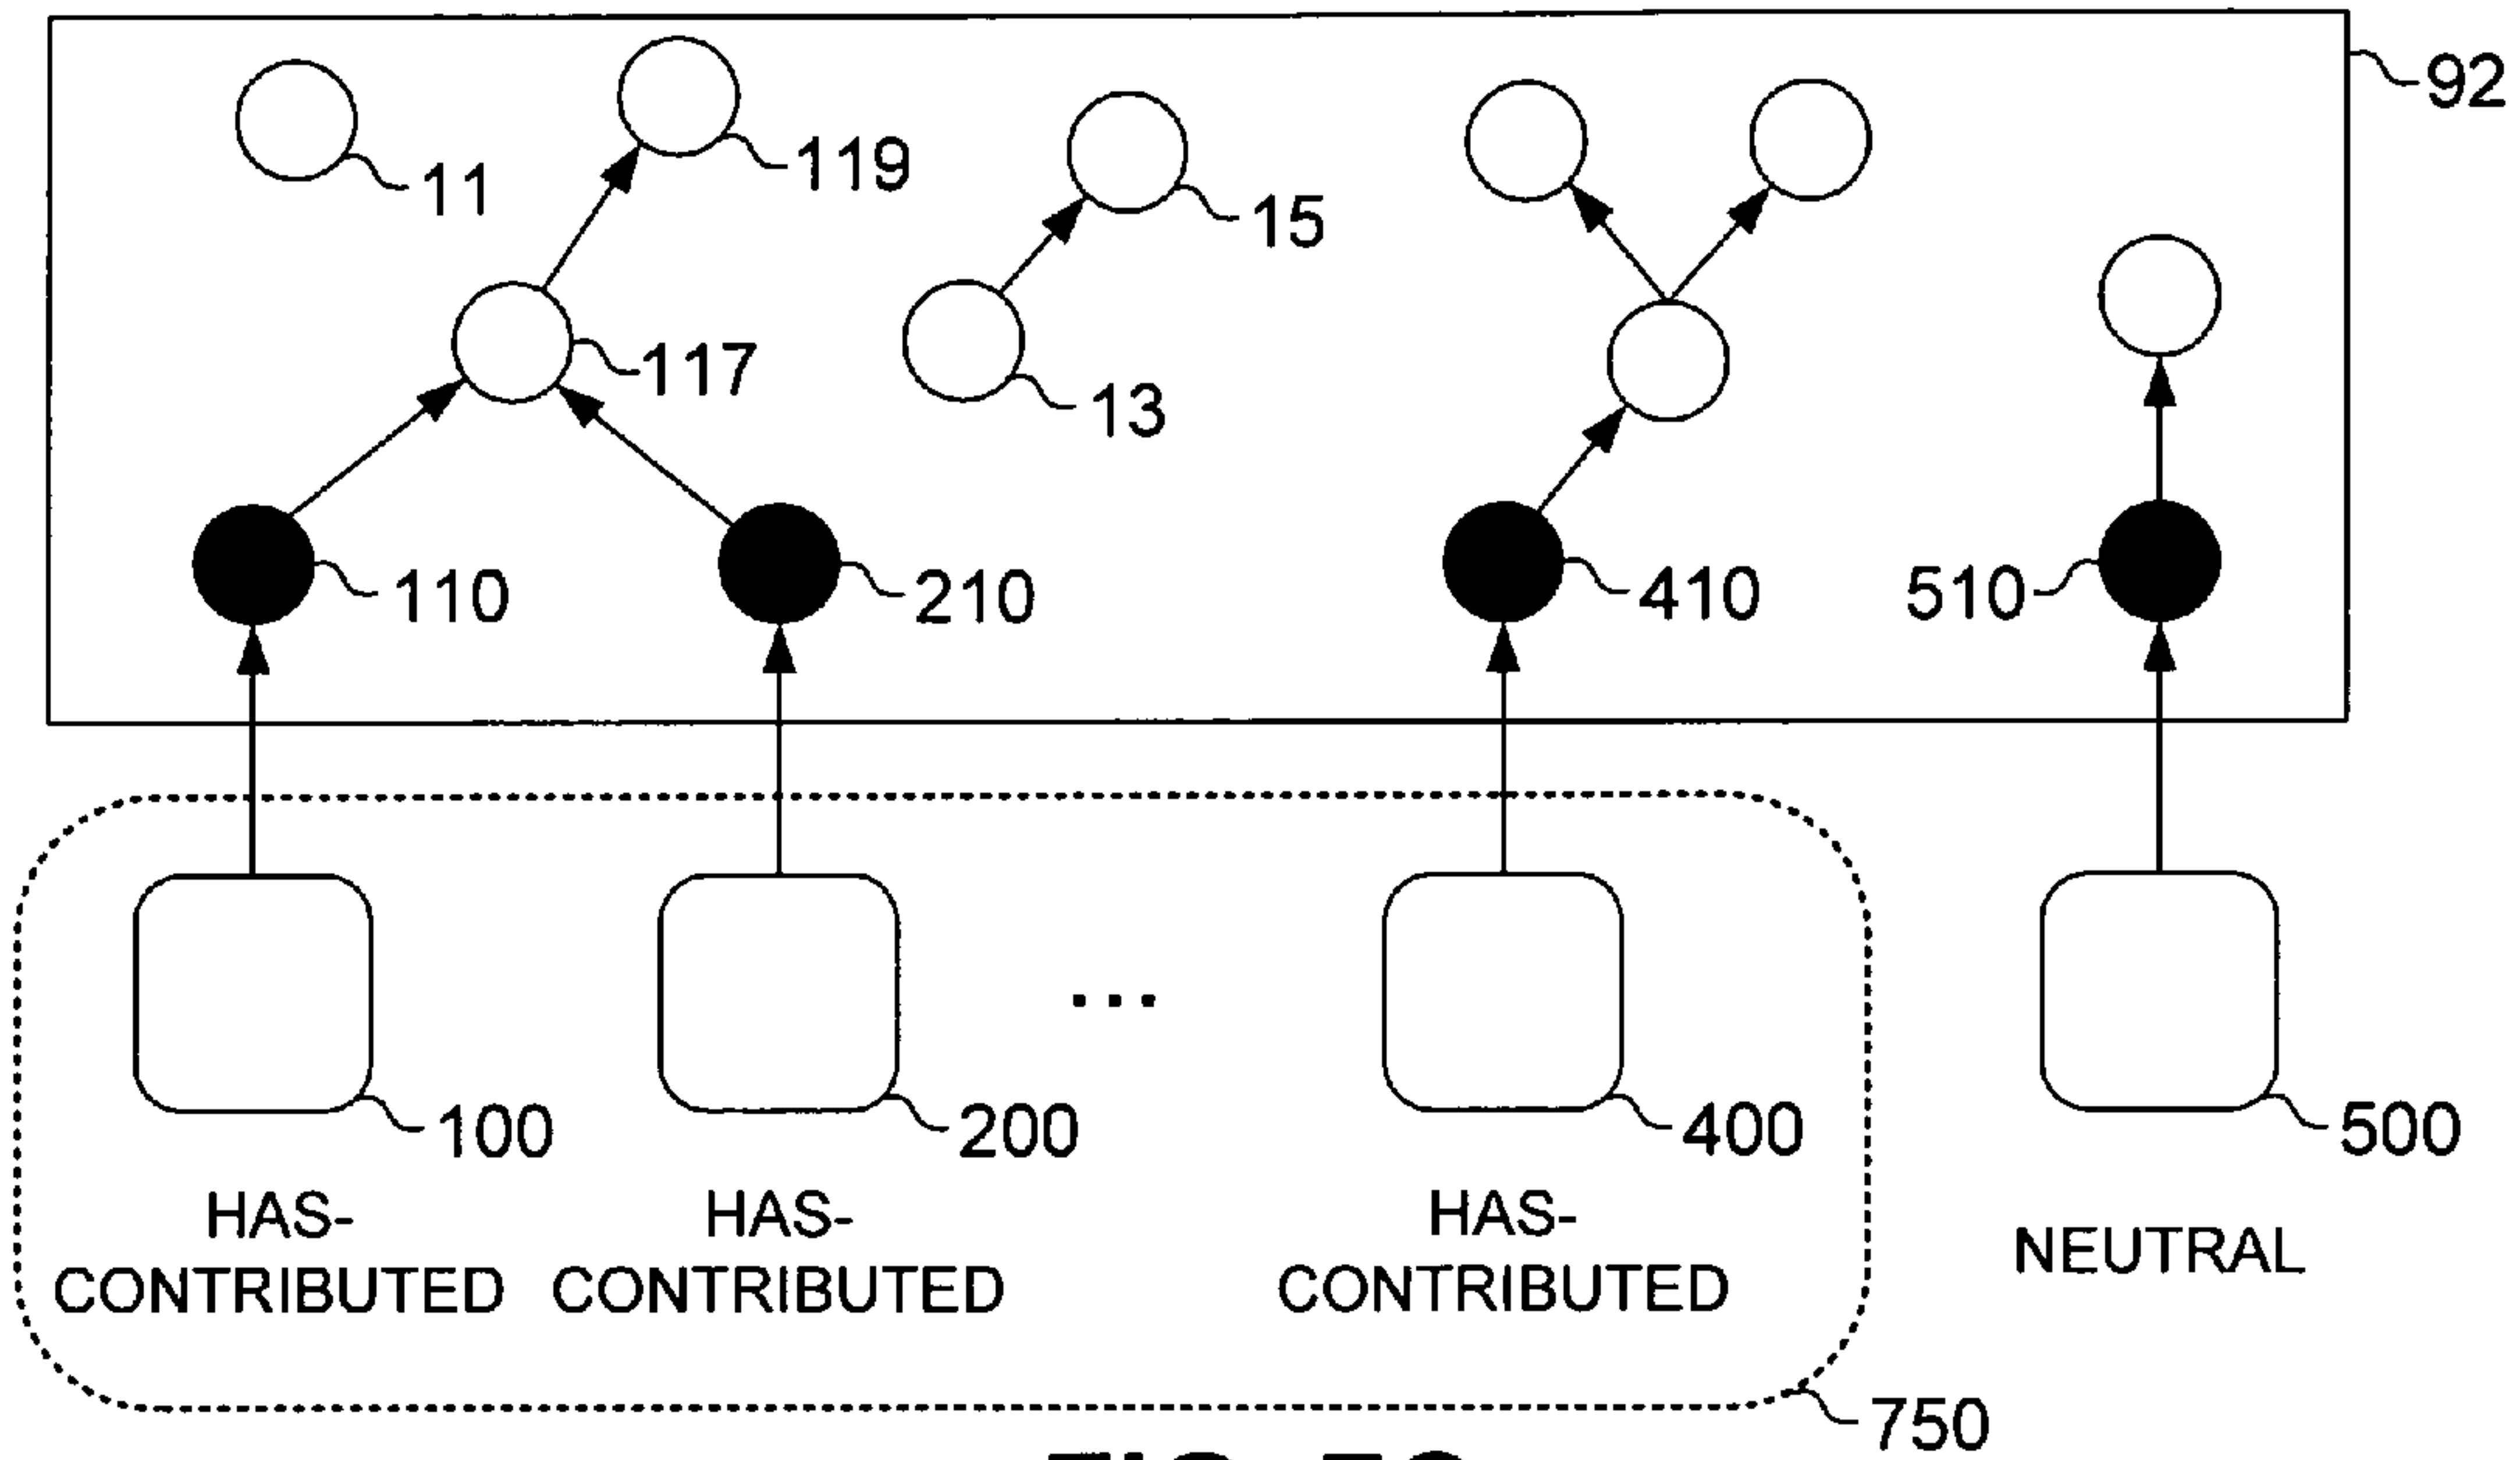 92
11
119
15
117
13
110
210
410
510
...
100
200
400
500
HAS-
CONTRIBUTED
HAS-
CONTRIBUTED
HAS-
CONTRIBUTED
NEUTRAL
750